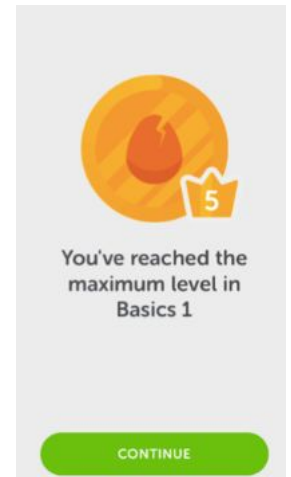 5
You've reached the
maximum level in
Basics 1
CONTINUE